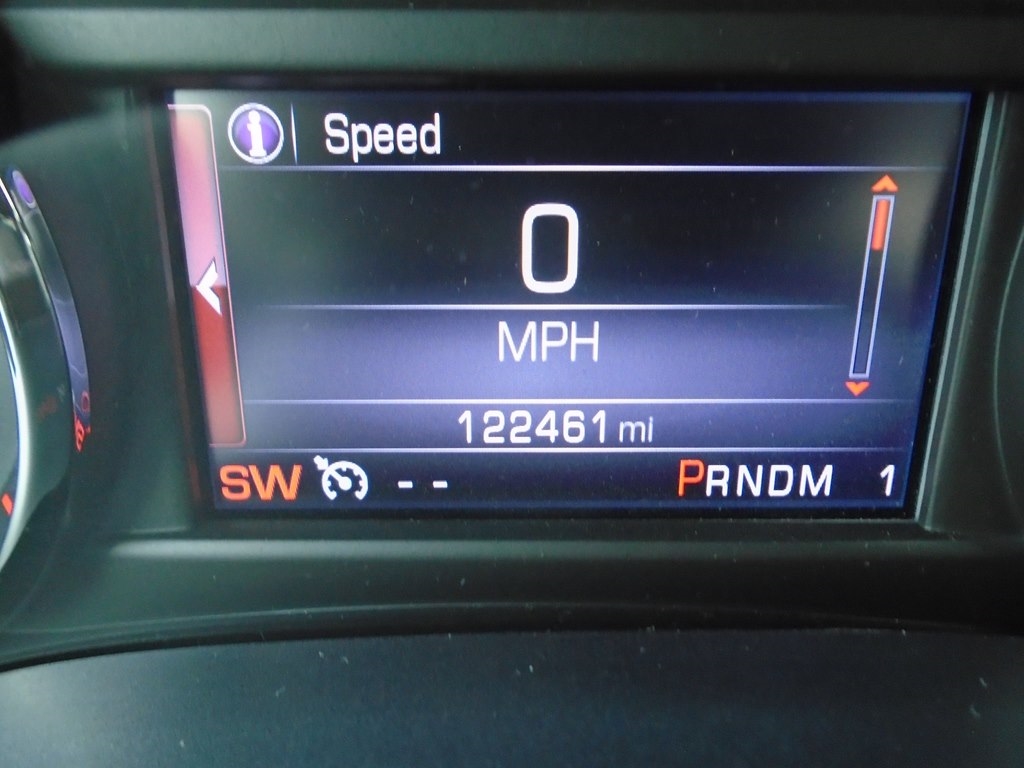 Speed
0
MPH
122461 mi
SW -- PRNDM 1